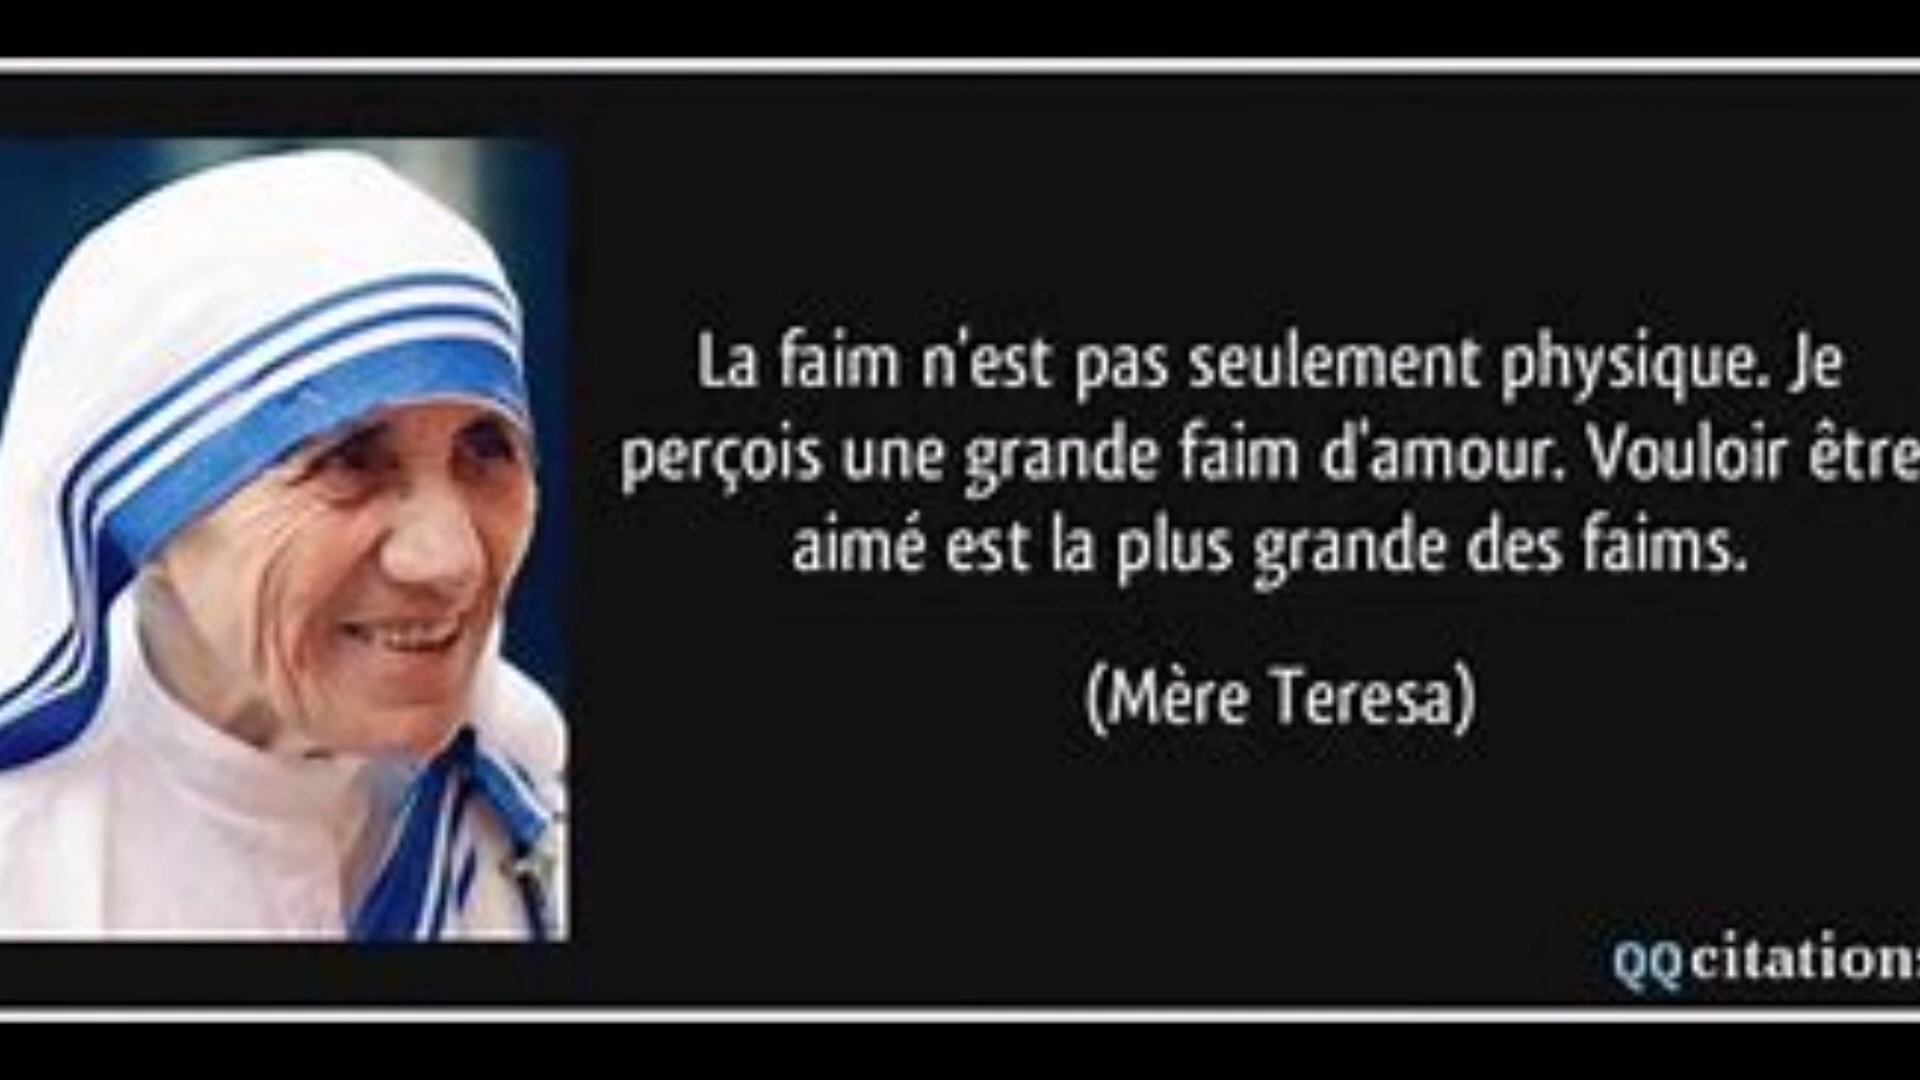 La faim n'est pas seulement physique. Je
perçois une grande faim d'amour. Vouloir être
aimé est la plus grande des faims.
(Mère Teresa)
QQcitations